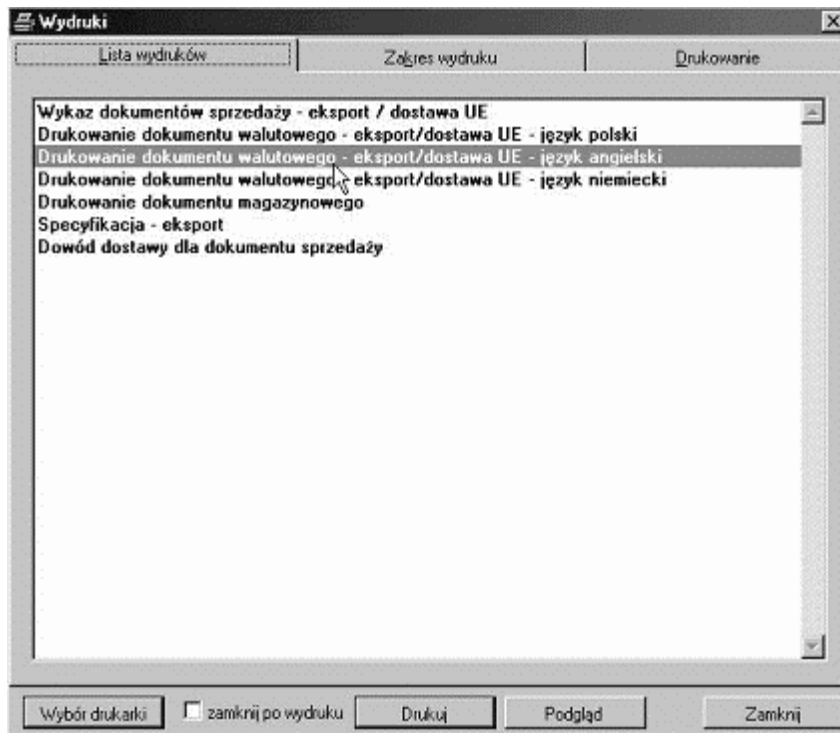 Wydruki
Lista wydruków
Zakres wydruku
Drukowanie
Wykaz dokumentów sprzedaży - eksport / dostawa UE
Drukowanie dokumentu walutowego - eksport/dostawa UE - język polski
Drukowanie dokumentu walutowego - eksport/dostawa UE - język angielski
Drukowanie dokumentu walutowego - eksport/dostawa UE - język niemiecki
Drukowanie dokumentu magazynowego
Specyfikacja - eksport
Dowód dostawy dla dokumentu sprzedaży
Wybór drukarki
zamknij po wydruku
Drukuj
Podgląd
Zamknij